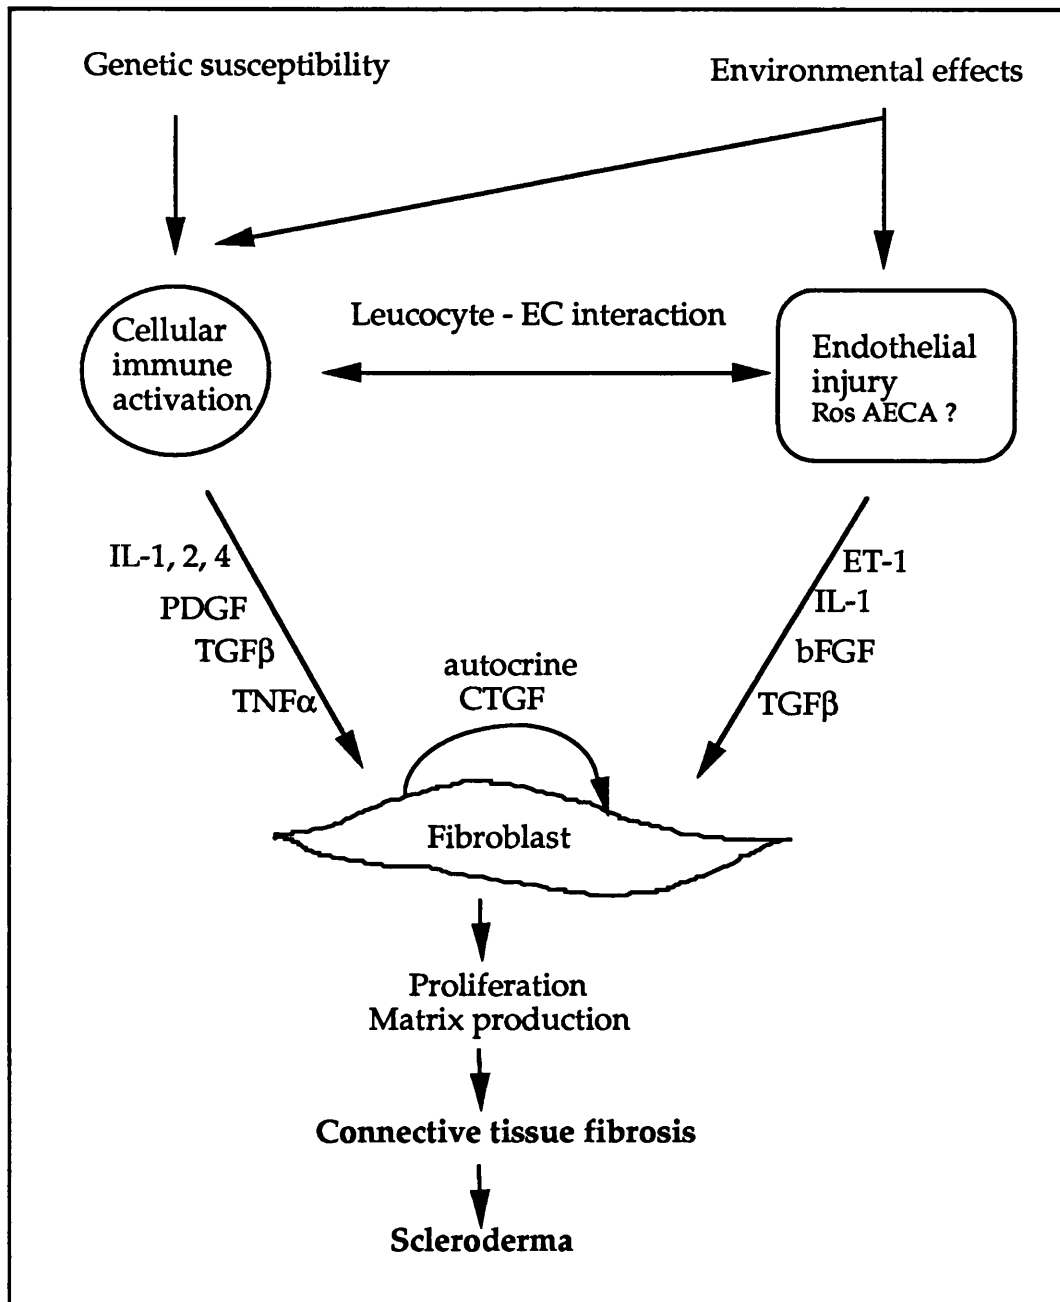 Genetic susceptibility
Environmental effects
Leucocyte - EC interaction
Cellular
immune
activation
Endothelial
injury
Ros AECA ?
IL-1, 2, 4
PDGF
TGFβ
TNFα
ET-1
IL-1
bFGF
TGFβ
autocrine
CTGF
Fibroblast
Proliferation
Matrix production
Connective tissue fibrosis
Scleroderma